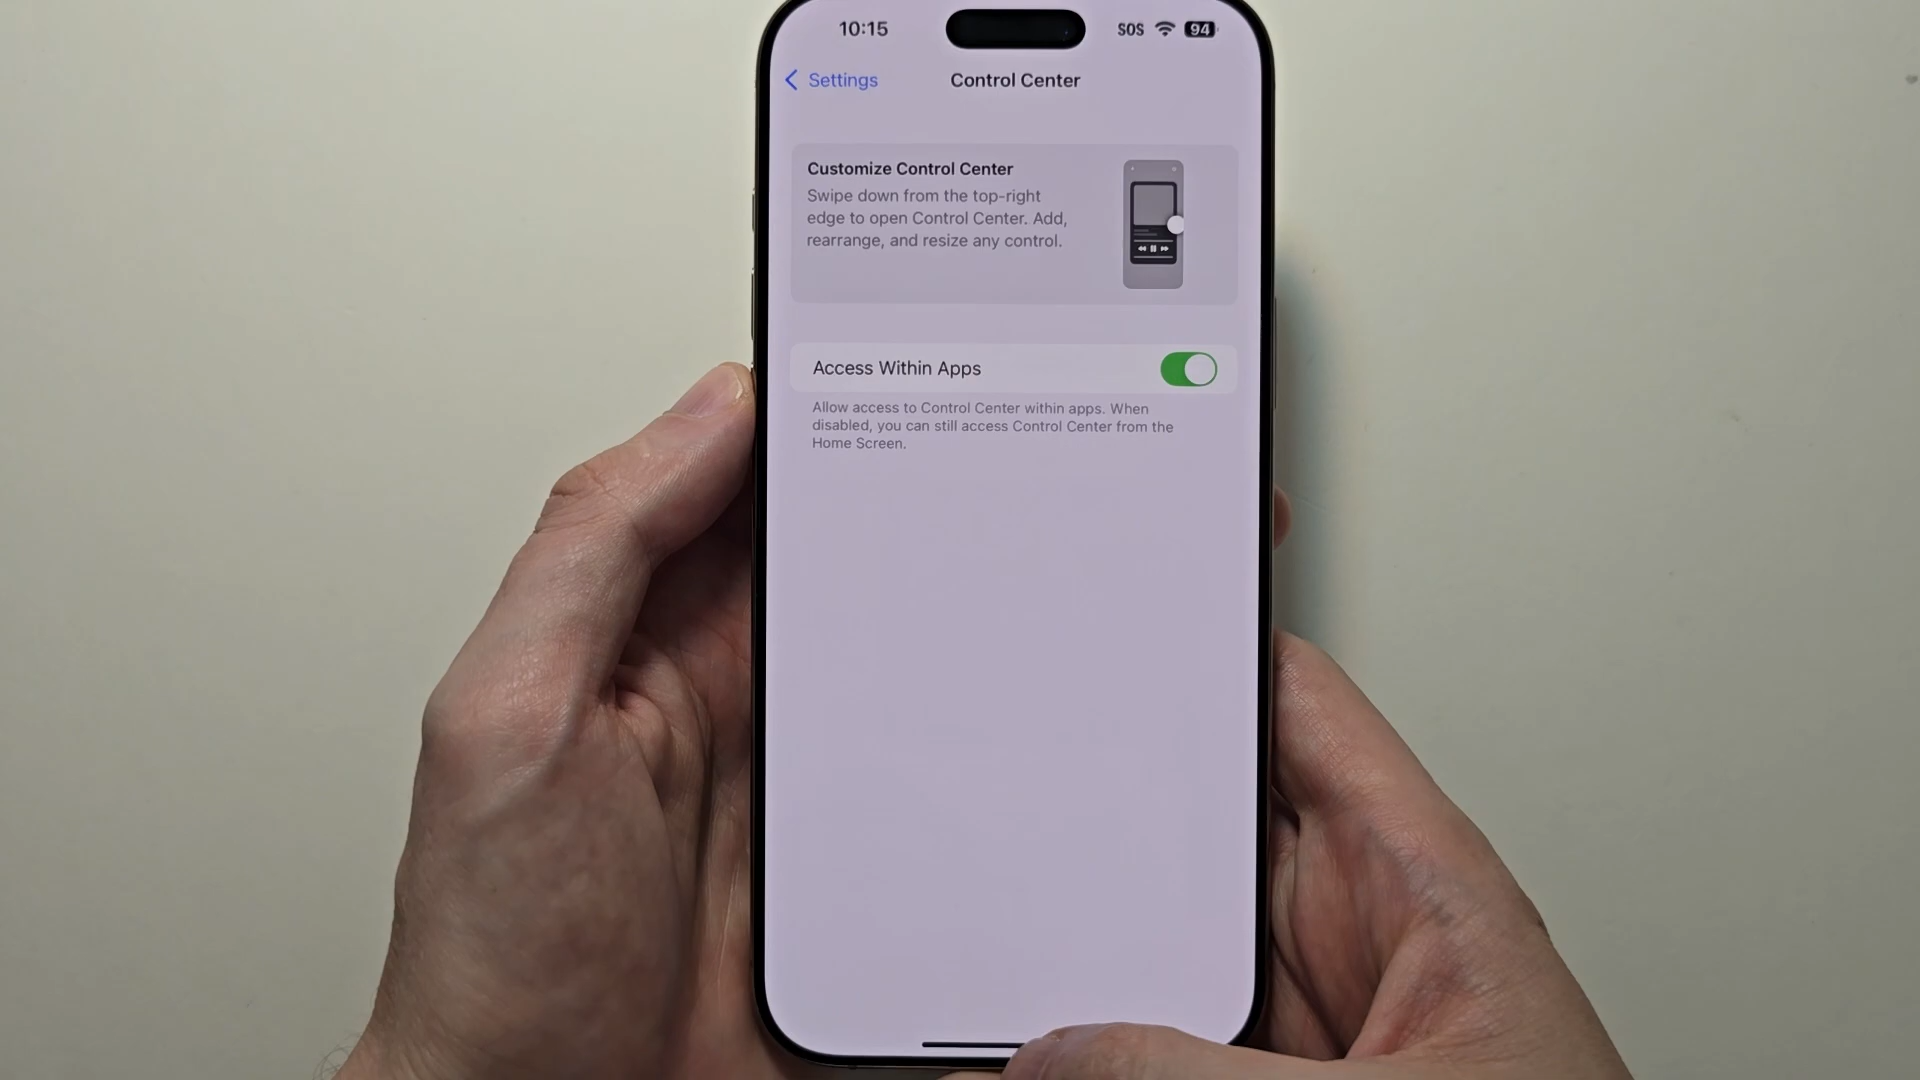 10:15
SOS
94
Settings
Control Center
Customize Control Center
Swipe down from the top-right
edge to open Control Center. Add,
rearrange, and resize any control.
Access Within Apps
Allow access to Control Center within apps. When
disabled, you can still access Control Center from the
Home Screen.